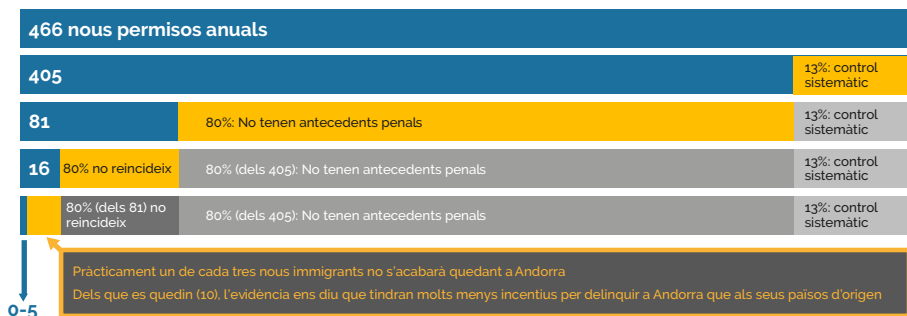 466 nous permisos anuals
405
13%: control
sistemàtic
81
80%: No tenen antecedents penals
13%: control
sistemàtic
16
80% no reincideix
80% (dels 405): No tenen antecedents penals
13%: control
sistemàtic
80% (dels 81) no
reincideix
80% (dels 405): No tenen antecedents penals
13%: control
sistemàtic
Pràcticament un de cada tres nous immigrants no s'acabarà quedant a Andorra
Dels que es quedin (10), l'evidència ens diu que tindran molts menys incentius per delinquir a Andorra que als seus països d'origen
0-5